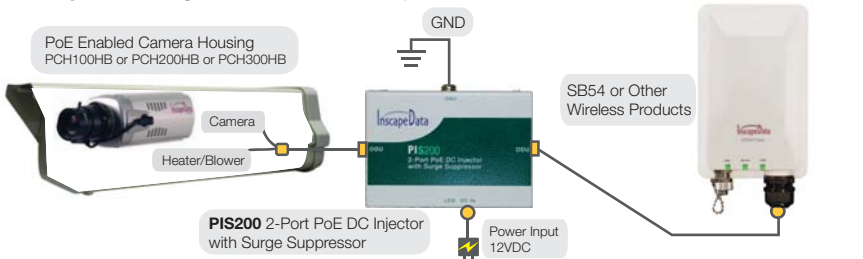 GND
PoE Enabled Camera Housing
PCH100HB or PCH200HB or PCH300HB
SB54 or Other
Wireless Products
InscapeData
Camera
Heater/Blower
InscapeData
PIS200
2-Port PoE DC Injector
with Surge Suppressor
PIS200 2-Port PoE DC Injector
with Surge Suppressor
Power Input
12VDC